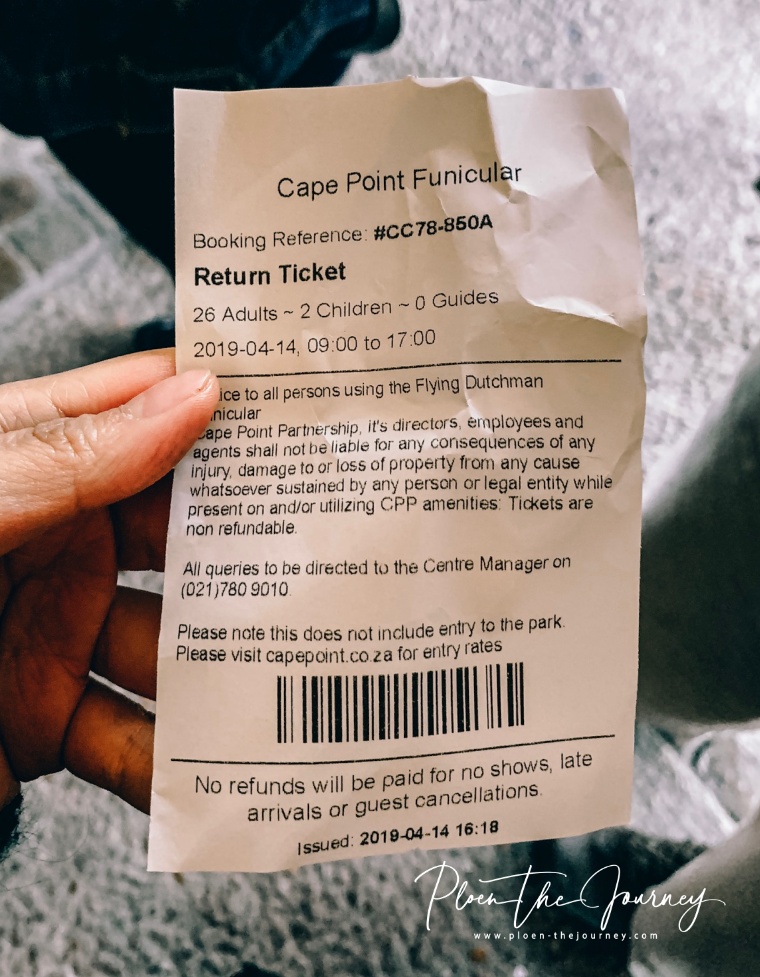 Cape Point Funicular
Booking Reference: #CC78-850A
Return Ticket
26 Adults ~ 2 Children ~ 0 Guides
2019-04-14, 09:00 to 17:00
ice to all persons using the Flying Dutchman
nicular
Cape Point Partnership, it's directors, employees and
agents shall not be liable for any consequences of any
injury, damage to or loss of property from any cause
whatsoever sustained by any person or legal entity while
present on and/or utilizing CPP amenities: Tickets are
non refundable.
All queries to be directed to the Centre Manager on
(021)780 9010.
Please note this does not include entry to the park.
Please visit capepoint.co.za for entry rates
No refunds will be paid for no shows, late
arrivals or guest cancellations.
Issued: 2019-04-14 16:18
Ploen The Journey
www.ploen-thejourney.com